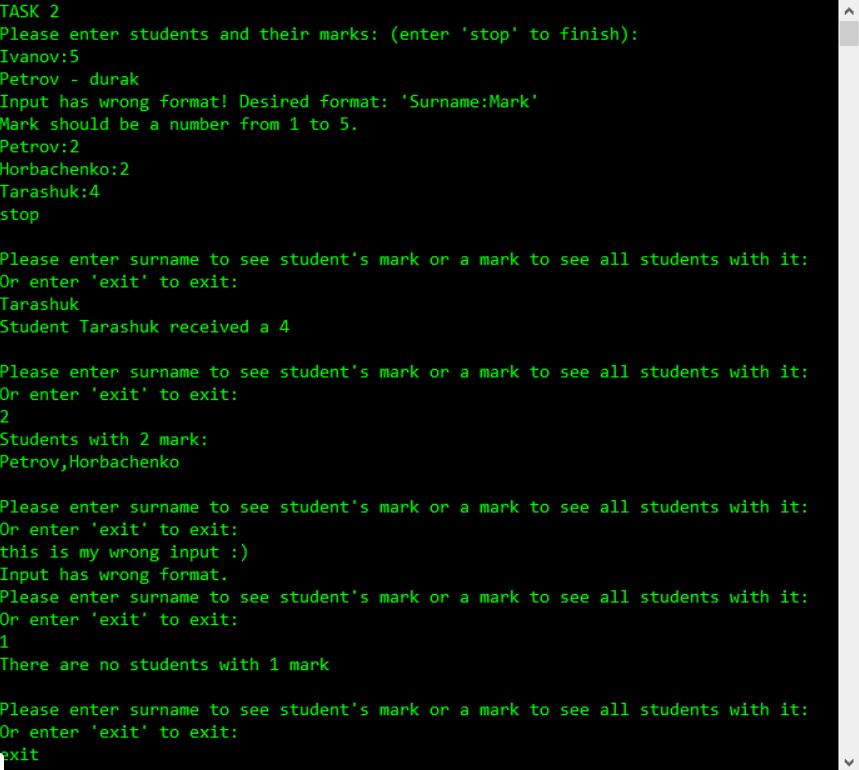 TASK 2
Please enter students and their marks: (enter 'stop' to finish):
Ivanov:5
Petrov - durak
Input has wrong format! Desired format: 'Surname:Mark'
Mark should be a number from 1 to 5.
Petrov:2
Horbachenko:2
Tarashuk:4
stop
Please enter surname to see student's mark or a mark to see all students with it:
Or enter 'exit' to exit:
Tarashuk
Student Tarashuk received a 4
Please enter surname to see student's mark or a mark to see all students with it:
Or enter 'exit' to exit:
2
Students with 2 mark:
Petrov,Horbachenko
Please enter surname to see student's mark or a mark to see all students with it:
Or enter 'exit' to exit:
this is my wrong input :)
Input has wrong format.
Please enter surname to see student's mark or a mark to see all students with it:
Or enter 'exit' to exit:
1
There are no students with 1 mark
Please enter surname to see student's mark or a mark to see all students with it:
Or enter 'exit' to exit:
exit